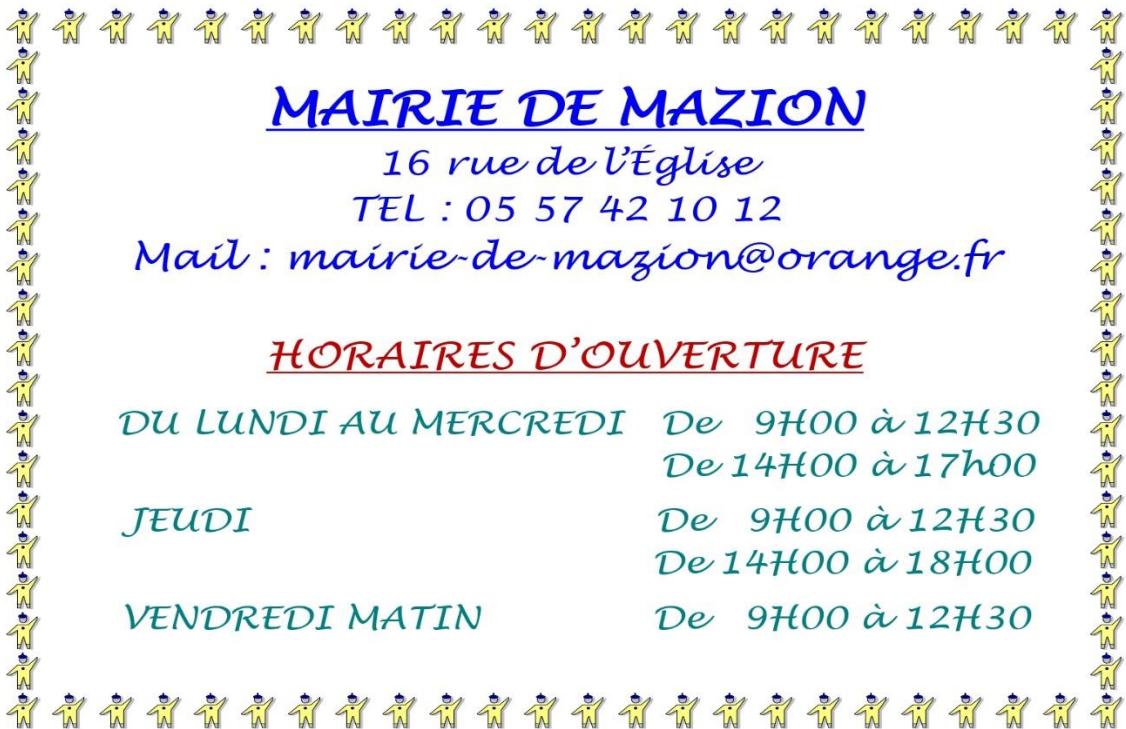 MAIRIE DE MAZION
16 rue de l'Église
TEL : 05 57 42 10 12
Mail : mairie-de-mazion@orange.fr
HORAIRES D'OUVERTURE
DU LUNDI AU MERCREDI De 9H00 à 12H30
De 14H00 à 17h00
JEUDI De 9H00 à 12H30
De 14H00 à 18H00
VENDREDI MATIN De 9H00 à 12H30